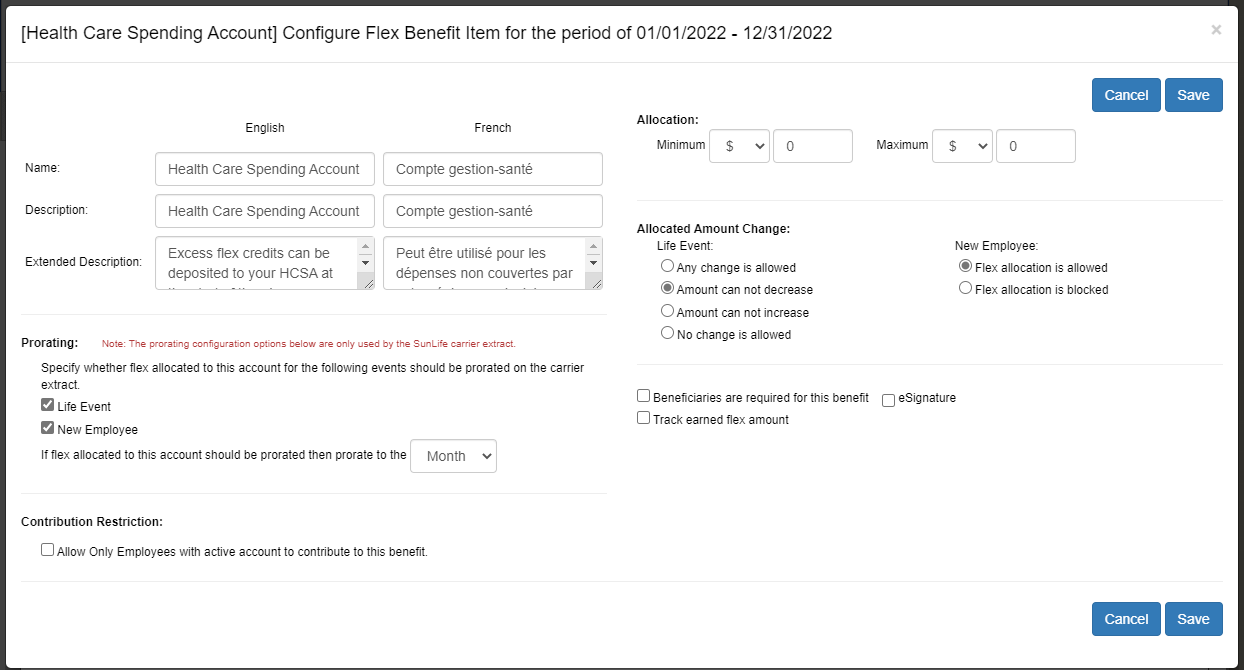 [Health Care Spending Account] Configure Flex Benefit Item for the period of 01/01/2022 - 12/31/2022
×
Cancel Save
English French
Name: Health Care Spending Account Compte gestion-santé
Description: Health Care Spending Account Compte gestion-santé
Extended Description: Excess flex credits can be
deposited to your HCSA at
Peut être utilisé pour les
dépenses non couvertes par
Prorating: Note: The prorating configuration options below are only used by the SunLife carrier extract.
Specify whether flex allocated to this account for the following events should be prorated on the carrier
extract.
Life Event
New Employee
If flex allocated to this account should be prorated then prorate to the Month
Contribution Restriction:
Allow Only Employees with active account to contribute to this benefit.
Allocation:
Minimum $ 0 Maximum $ 0
Allocated Amount Change:
Life Event:
Any change is allowed
Amount can not decrease
Amount can not increase
No change is allowed
New Employee:
Flex allocation is allowed
Flex allocation is blocked
Beneficiaries are required for this benefit eSignature
Track earned flex amount
Cancel Save